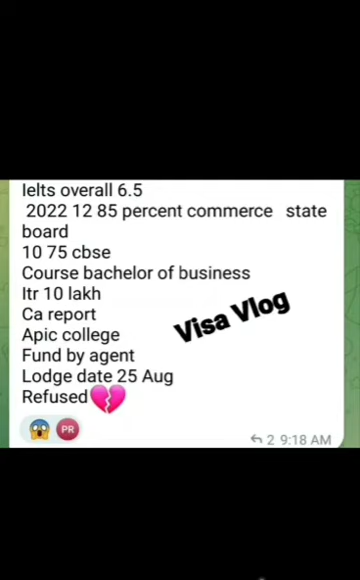 Ielts overall 6.5
2022 12 85 percent commerce state
board
10 75 cbse
Course bachelor of business
Itr 10 lakh
Ca report
Apic college
Fund by agent
Lodge date 25 Aug
Refused💔
Visa Vlog
😱 PR
2 9:18 AM